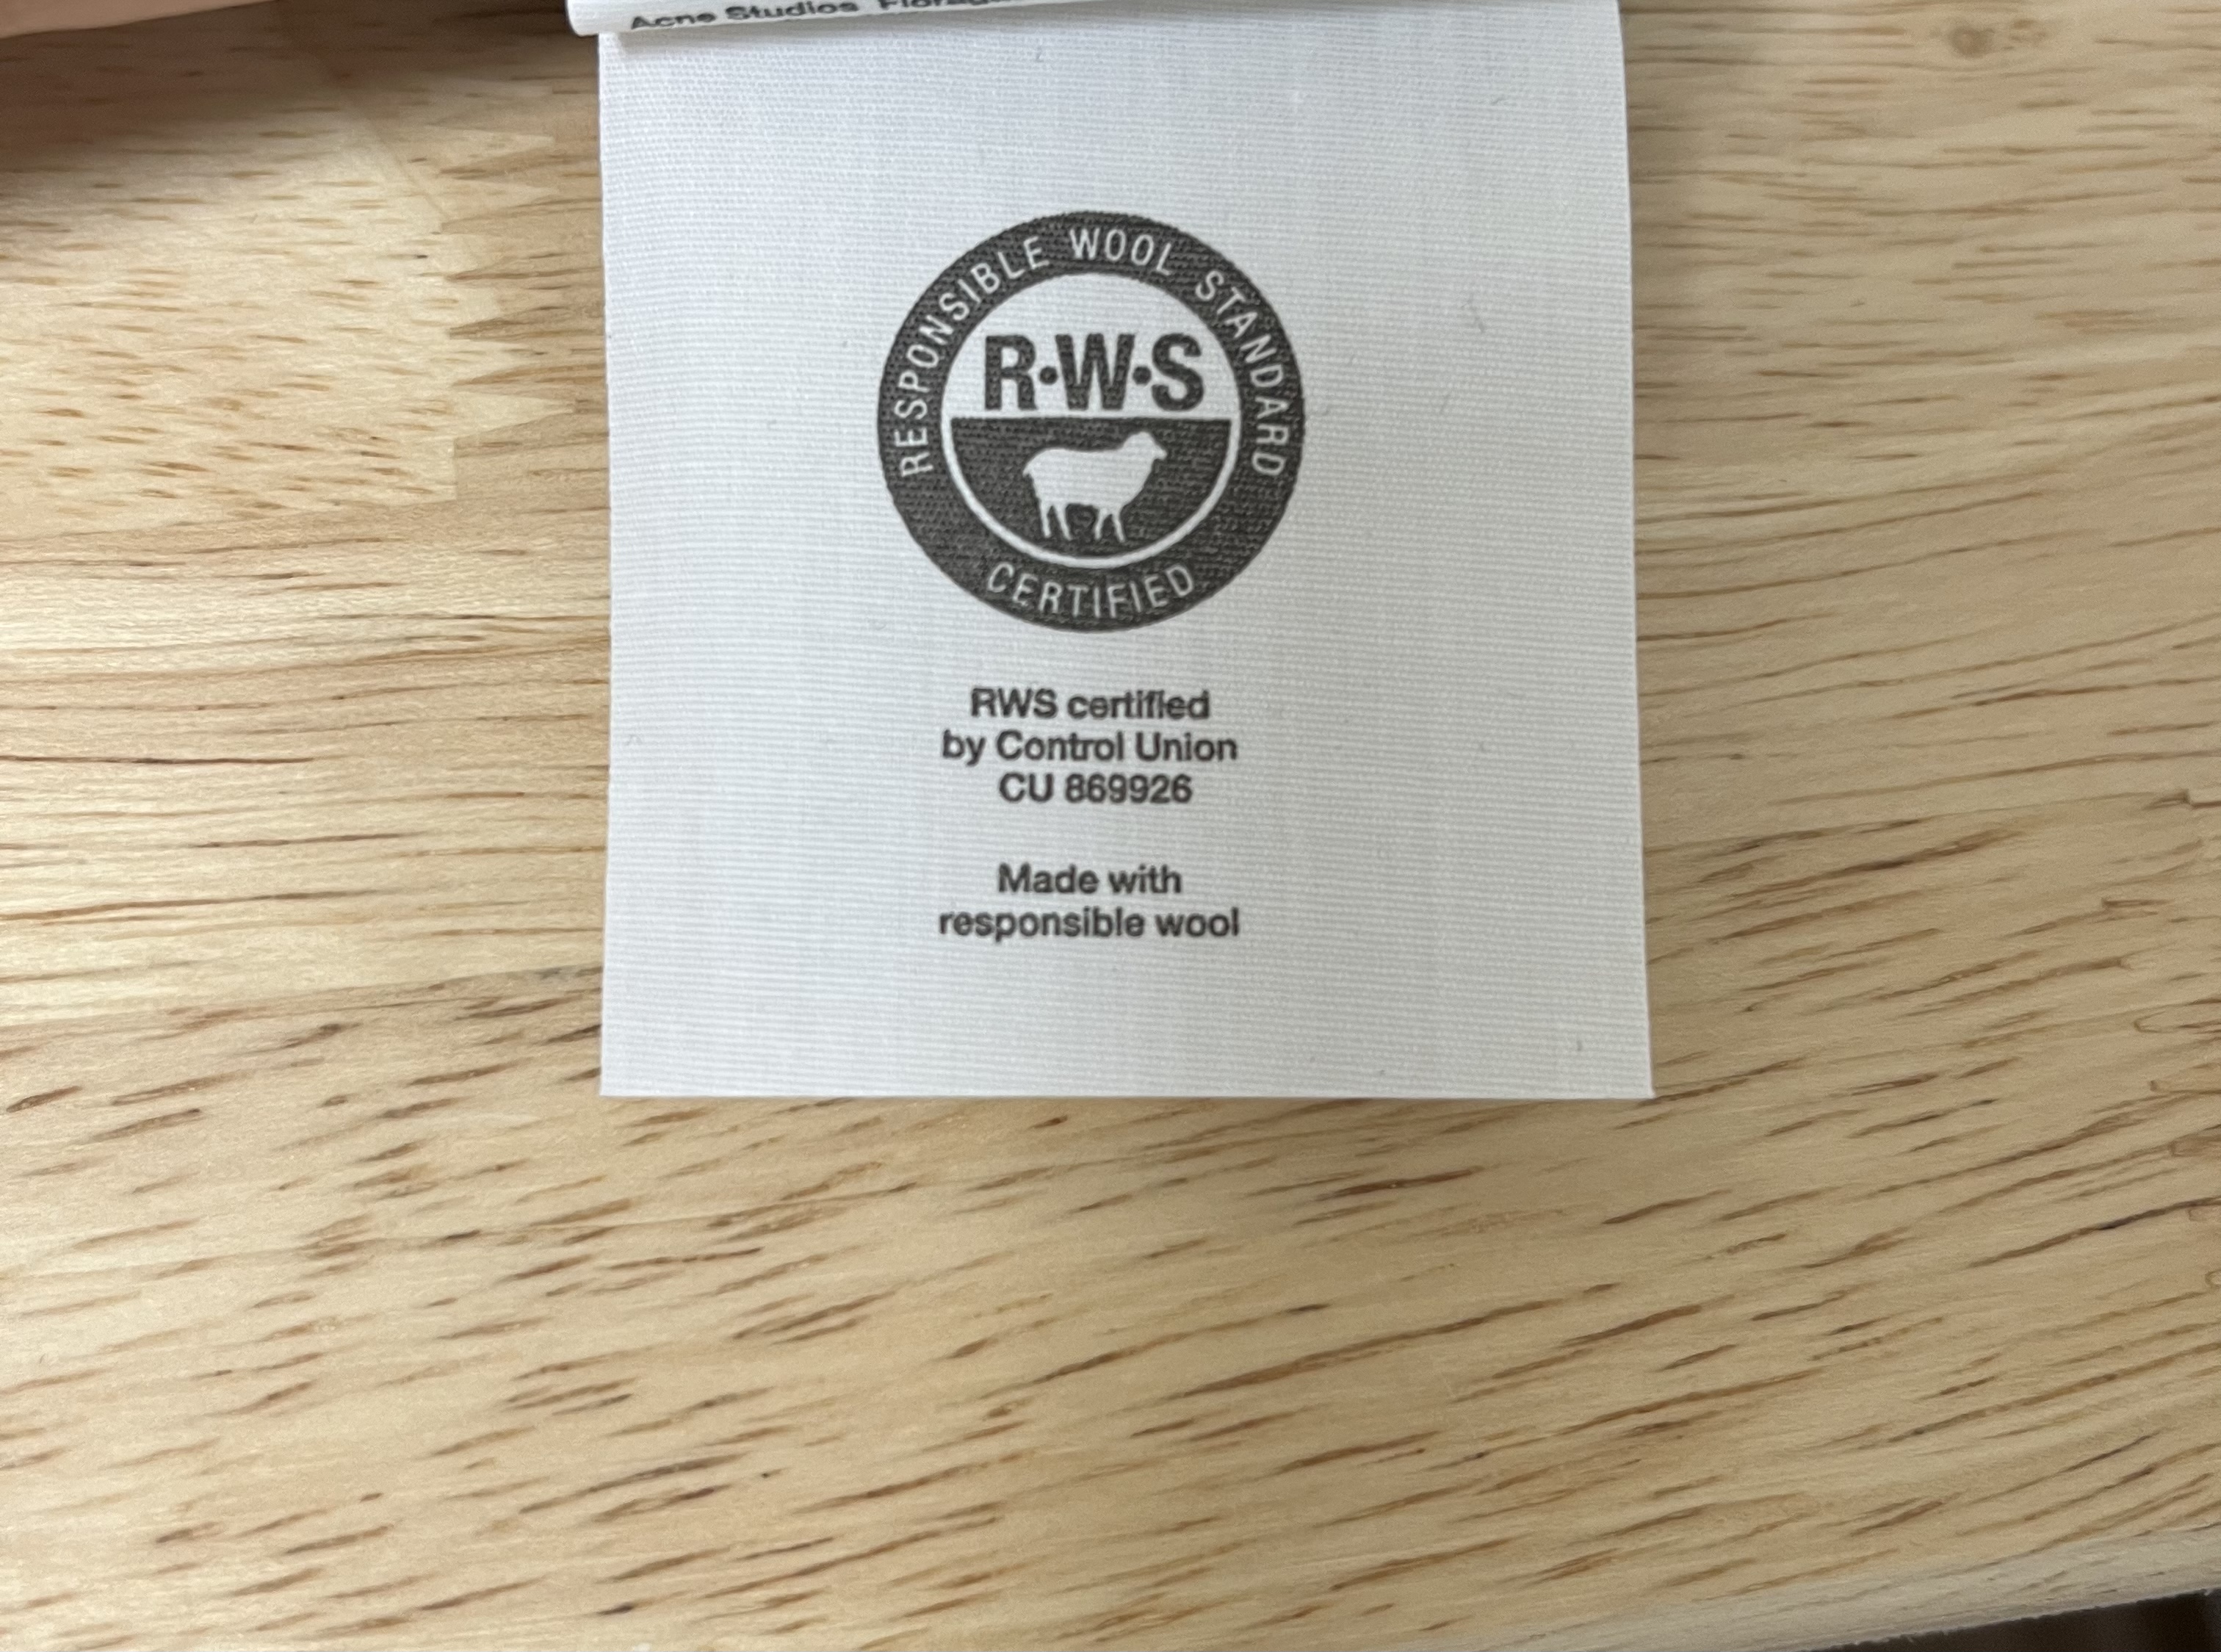 Acne Studios
RESPONSIBLE WOOL STANDARD
R·W·S
CERTIFIED
RWS certified
by Control Union
CU 869926
Made with
responsible wool